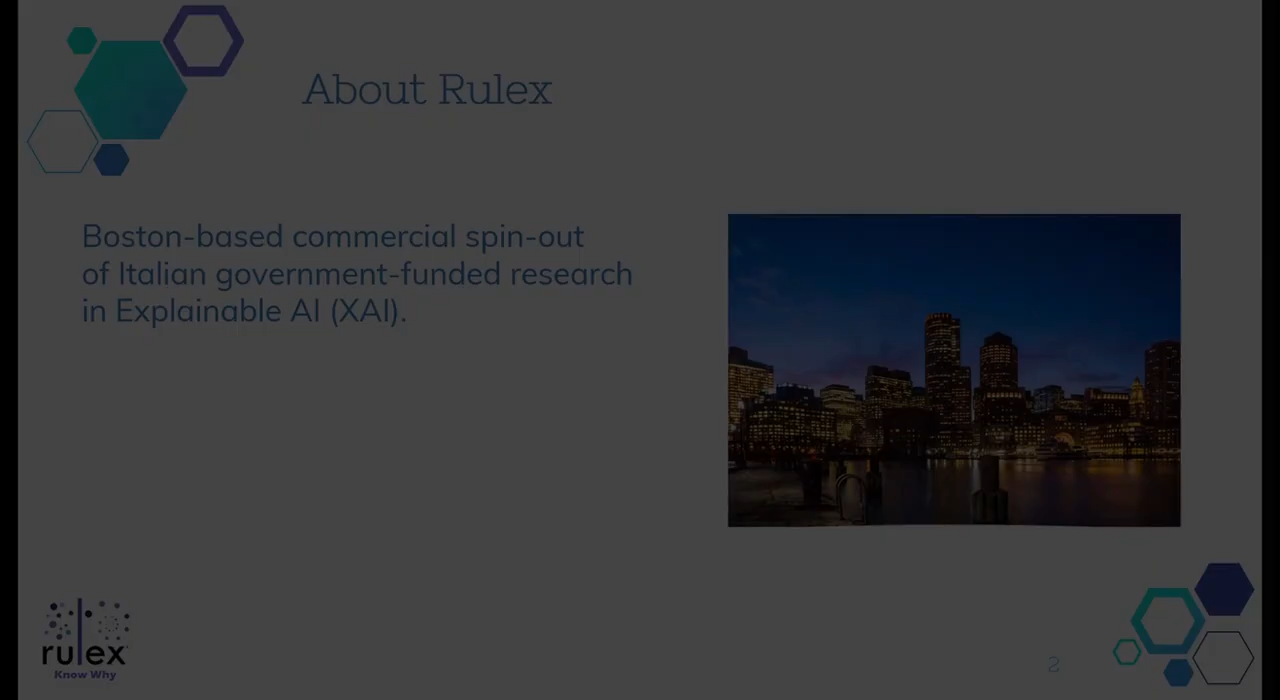 About Rulex
Boston-based commercial spin-out
of Italian government-funded research
in Explainable AI (XAI).
rulex
Know Why
2